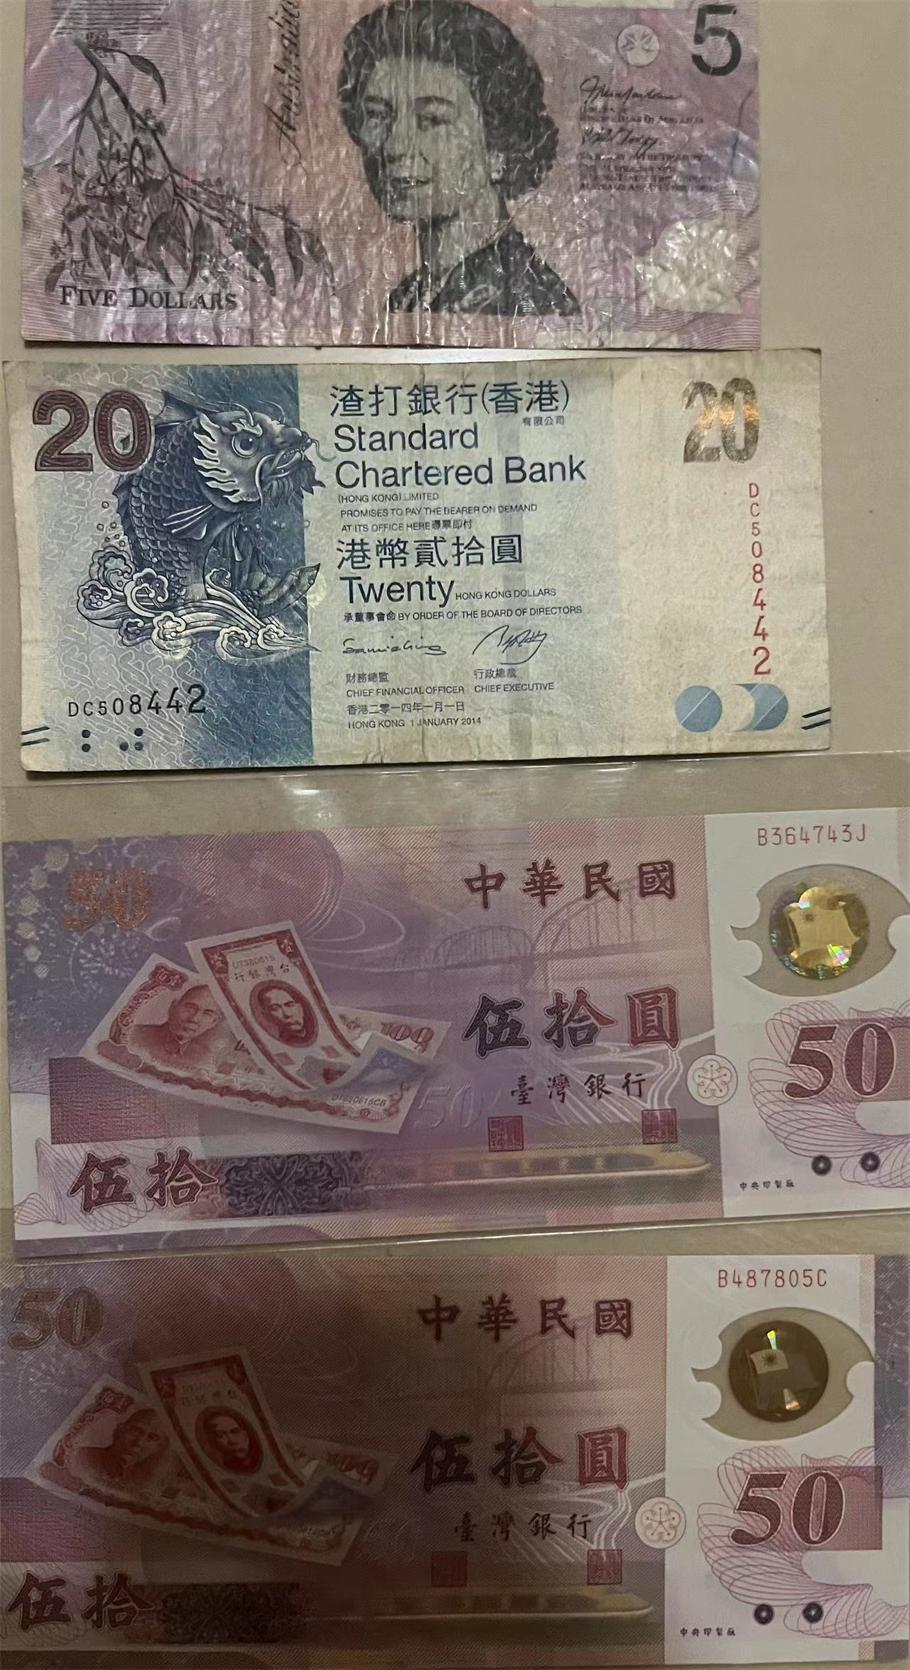 5
Australia
FIVE DOLLARS
20
渣打銀行(香港)
有限公司
Standard
Chartered Bank
(HONG KONG) LIMITED
PROMISES TO PAY THE BEARER ON DEMAND
AT ITS OFFICE HERE 憑票即付
港幣貳拾圓
Twenty HONG KONG DOLLARS
承董事會命 BY ORDER OF THE BOARD OF DIRECTORS
財務總監 行政總裁
CHIEF FINANCIAL OFFICER CHIEF EXECUTIVE
香港二零一四年一月一日
HONG KONG 1 JANUARY 2014
DC508442
20
DC508442
B364743J
50
中華民國
伍拾圓
臺灣銀行
50
伍拾
中央印製廠
B487805C
50
中華民國
伍拾圓
臺灣銀行
50
伍拾
中央印製廠